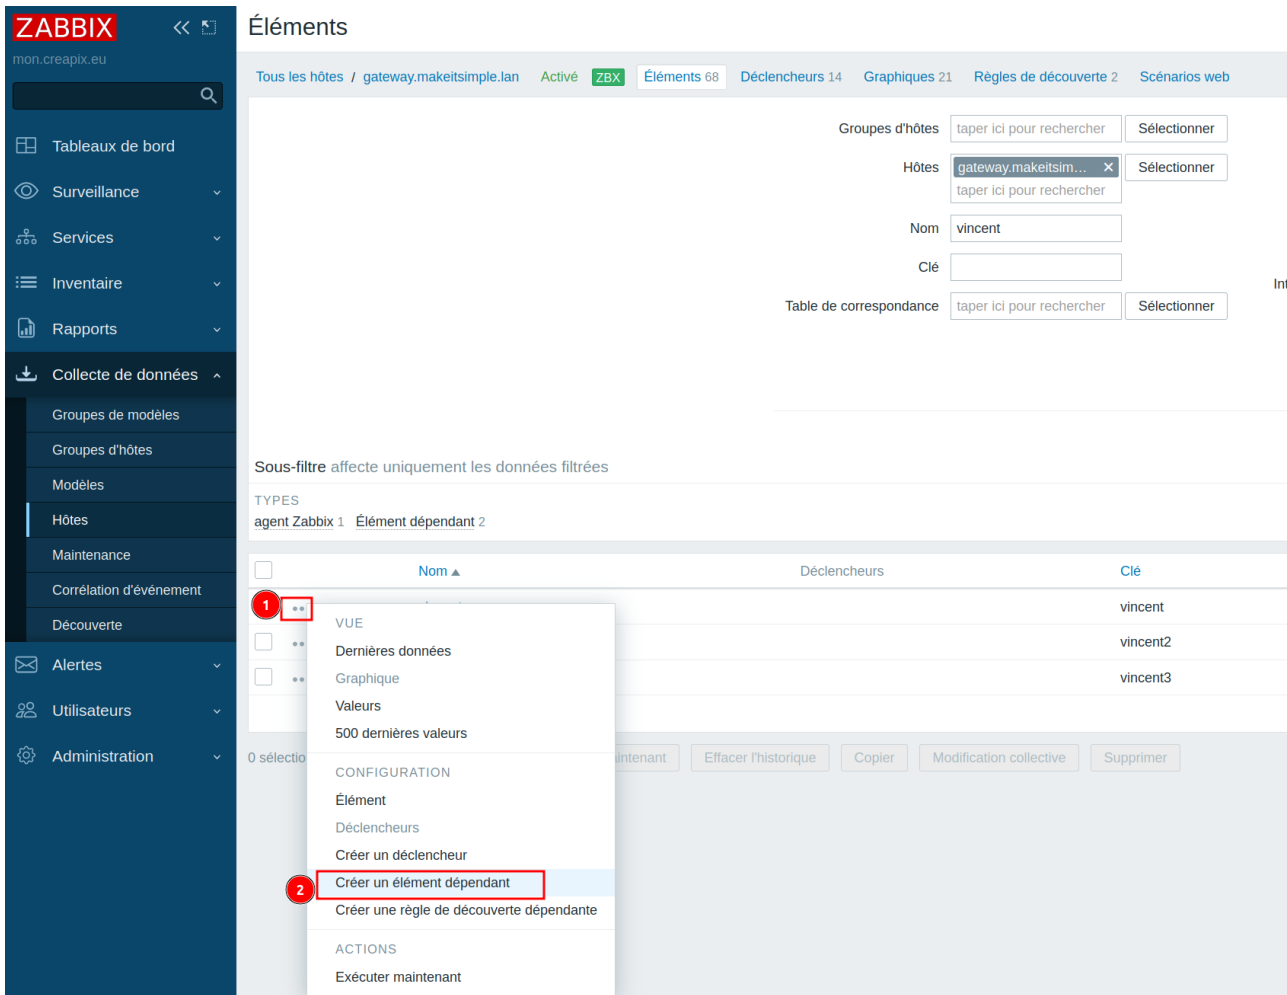 ZABBIX
mon.creapix.eu
Tableaux de bord
Surveillance
Services
Inventaire
Rapports
Collecte de données
Groupes de modèles
Groupes d'hôtes
Modèles
Hôtes
Maintenance
Corrélation d'événement
Découverte
Alertes
Utilisateurs
Administration
Éléments
Tous les hôtes / gateway.makeitsimple.lan Activé ZBX Éléments 68 Déclencheurs 14 Graphiques 21 Règles de découverte 2 Scénarios web
Groupes d'hôtes taper ici pour rechercher Sélectionner
Hôtes gateway.makeitsim... Sélectionner
taper ici pour rechercher
Nom vincent
Clé
Int
Table de correspondance taper ici pour rechercher Sélectionner
Sous-filtre affecte uniquement les données filtrées
TYPES
agent Zabbix 1 Élément dépendant 2
Nom Déclencheurs Clé
1 vincent
vincent2
vincent3
0 sélectio intenant Effacer l'historique Copier Modification collective Supprimer
VUE
Dernières données
Graphique
Valeurs
500 dernières valeurs
CONFIGURATION
Élément
Déclencheurs
Créer un déclencheur
2 Créer un élément dépendant
Créer une règle de découverte dépendante
ACTIONS
Exécuter maintenant